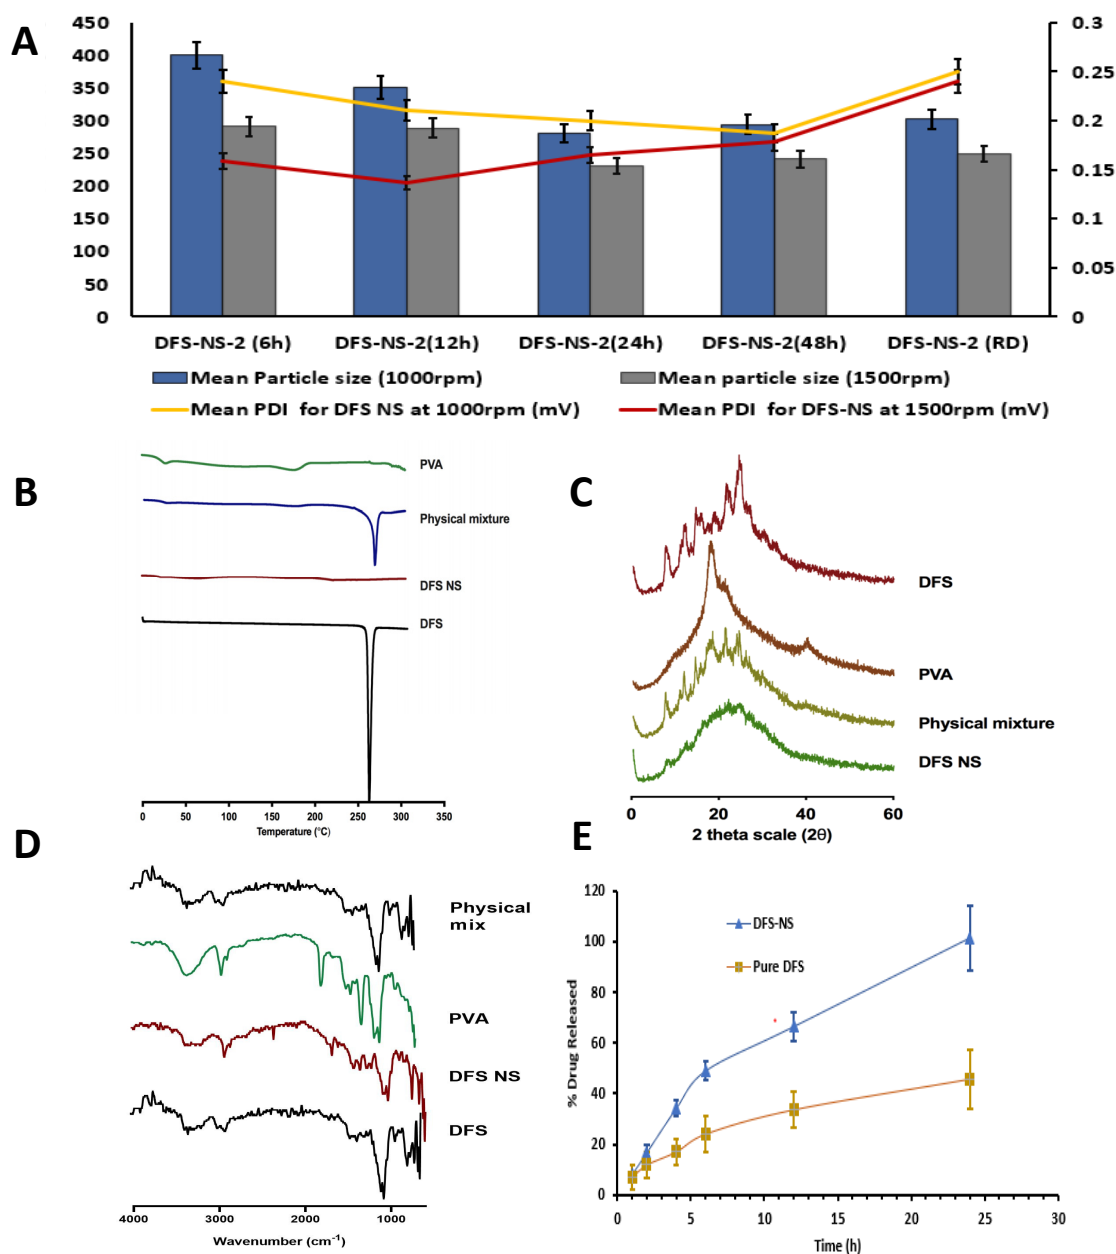 A
450
400
350
300
250
200
150
100
50
0
0.3
0.25
0.2
0.15
0.1
0.05
0
DFS-NS-2 (6h) DFS-NS-2(12h) DFS-NS-2(24h) DFS-NS-2(48h) DFS-NS-2 (RD)
Mean Particle size (1000rpm) Mean particle size (1500rpm)
Mean PDI for DFS NS at 1000rpm (mV) Mean PDI for DFS-NS at 1500rpm (mV)
B
PVA
Physical mixture
DFS NS
DFS
0 50 100 150 200 250 300 350
Temperature (°C)
C
DFS
PVA
Physical mixture
DFS NS
0 20 40 60
2 theta scale (2θ)
D
Physical
mix
PVA
DFS NS
DFS
4000 3000 2000 1000
Wavenumber (cm⁻¹)
E
120
100
80
60
40
20
0
% Drug Released
DFS-NS
Pure DFS
0 5 10 15 20 25 30
Time (h)